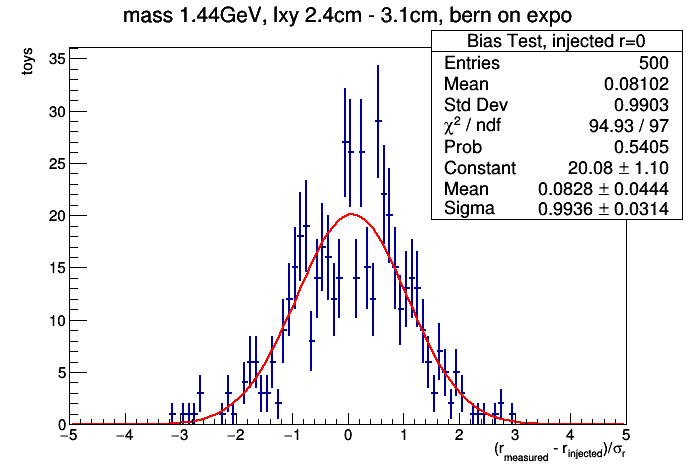 mass 1.44GeV, lxy 2.4cm - 3.1cm, bern on expo
Bias Test, injected r=0
Entries 500
Mean 0.08102
Std Dev 0.9903
χ² / ndf 94.93 / 97
Prob 0.5405
Constant 20.08 ± 1.10
Mean 0.0828 ± 0.0444
Sigma 0.9936 ± 0.0314
toys
35
30
25
20
15
10
5
0
−5 −4 −3 −2 −1 0 1 2 3 4 5
(r_measured - r_injected)/σ_r